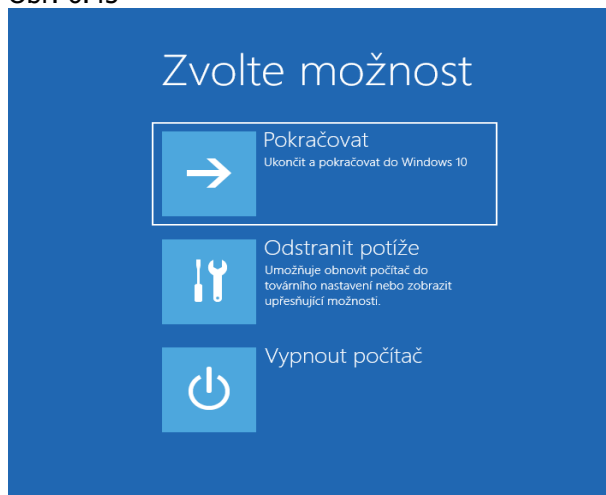 Zvolte možnost
Pokračovat
Ukončit a pokračovat do Windows 10
Odstranit potíže
Umožňuje obnovit počítač do
továrního nastavení nebo zobrazit
upřesňující možnosti.
Vypnout počítač